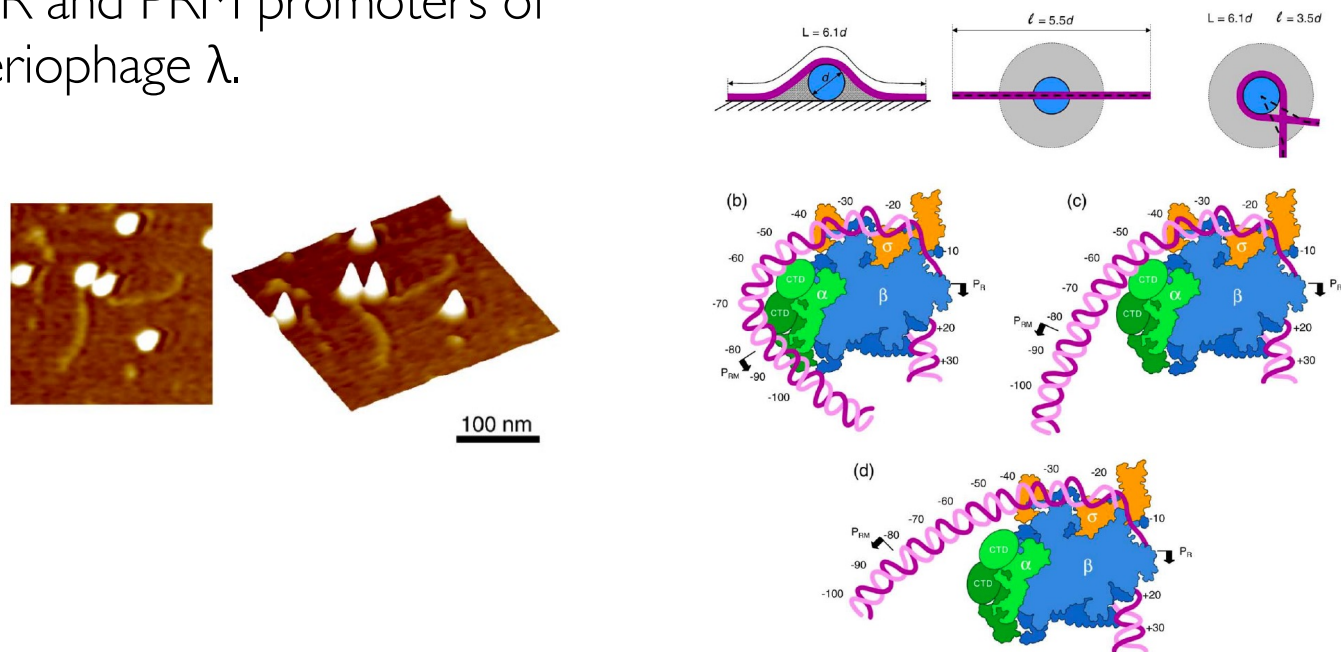 R and PRM promoters of
eriophage λ.
100 nm
L = 6.1d
d
ℓ = 5.5d
L = 6.1d ℓ = 3.5d
(b)
-30
-20
-40
-50
σ
-10
-60
CTD
α
β
PR
-70
CTD
+20
-80
PRM
-90
+30
-100
(c)
-30
-20
-40
-50
σ
-10
-60
CTD
-70
α
β
PR
CTD
-80
PRM
+20
-90
+30
-100
(d)
-30
-20
-40
-50
-60
σ
-10
-70
PRM
-80
CTD
α
β
PR
-90
CTD
-100
+20
+30